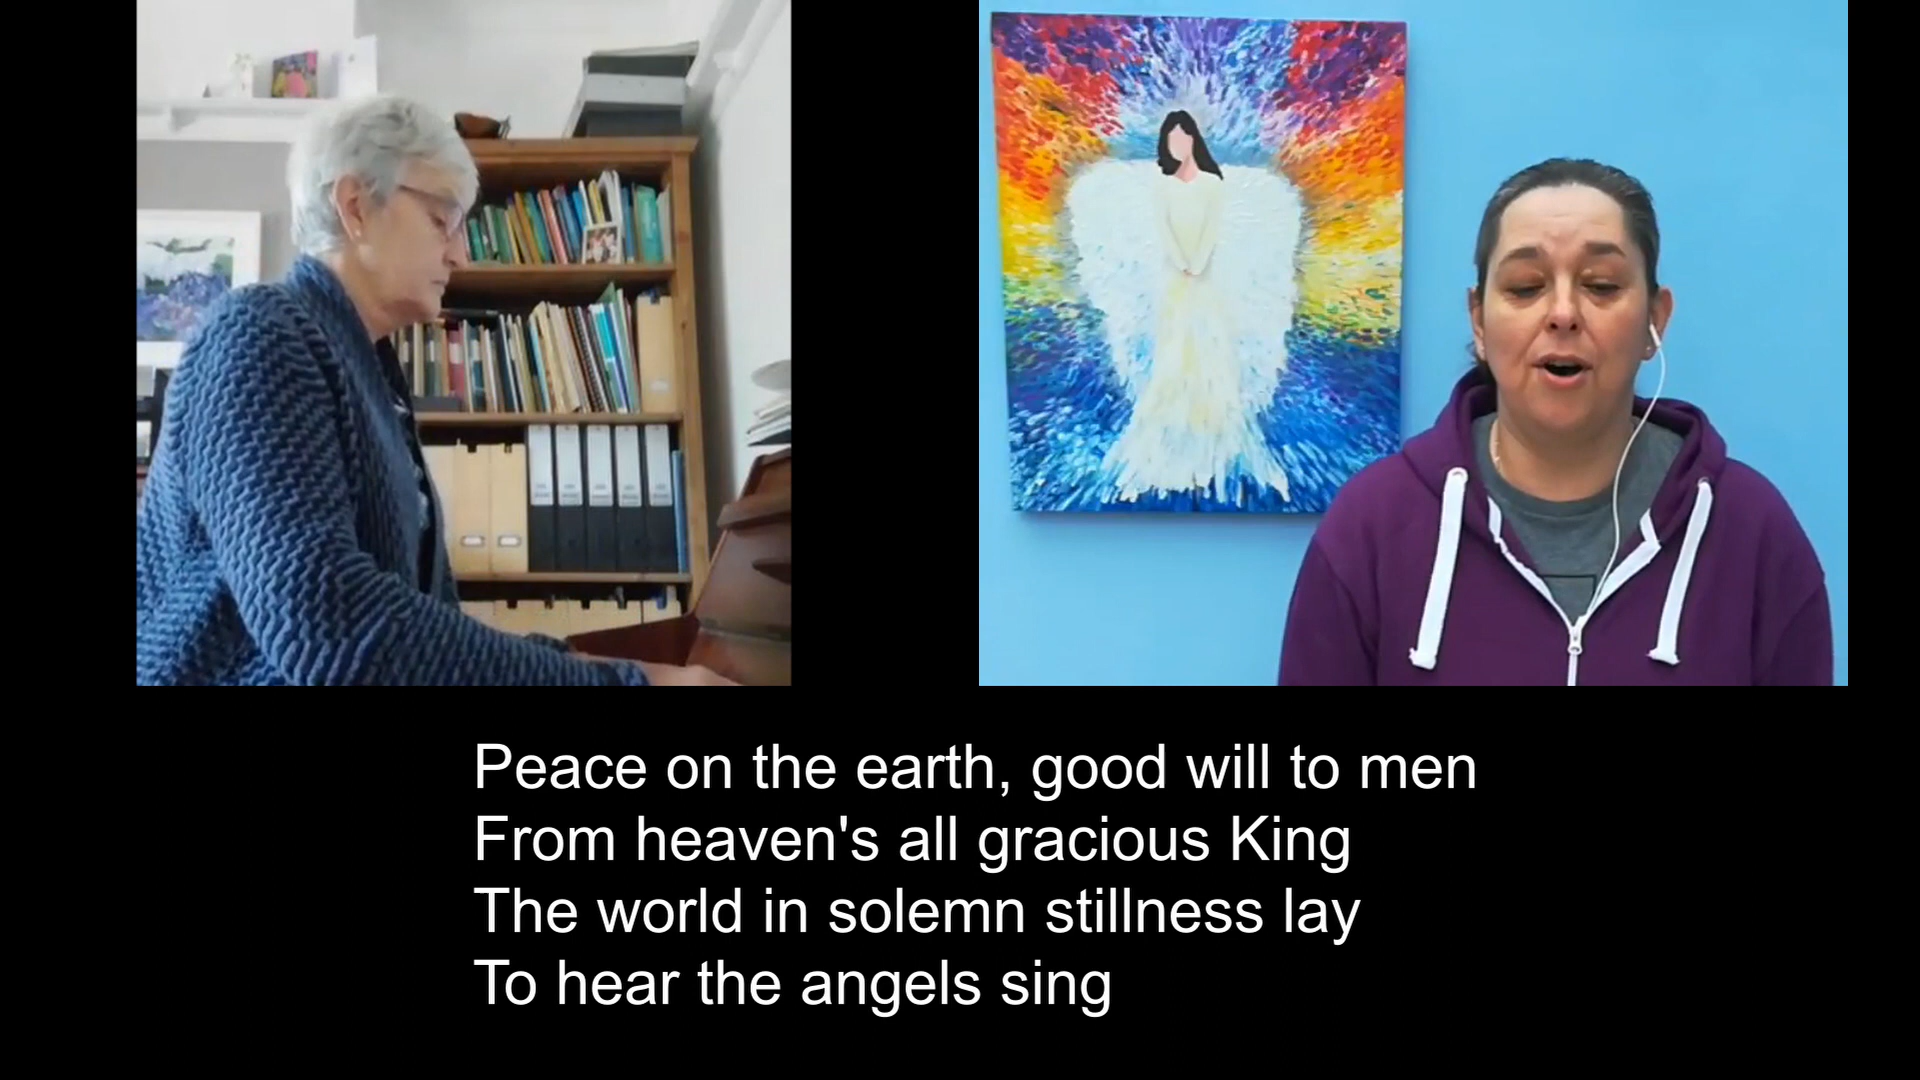 Peace on the earth, good will to men
From heaven's all gracious King
The world in solemn stillness lay
To hear the angels sing